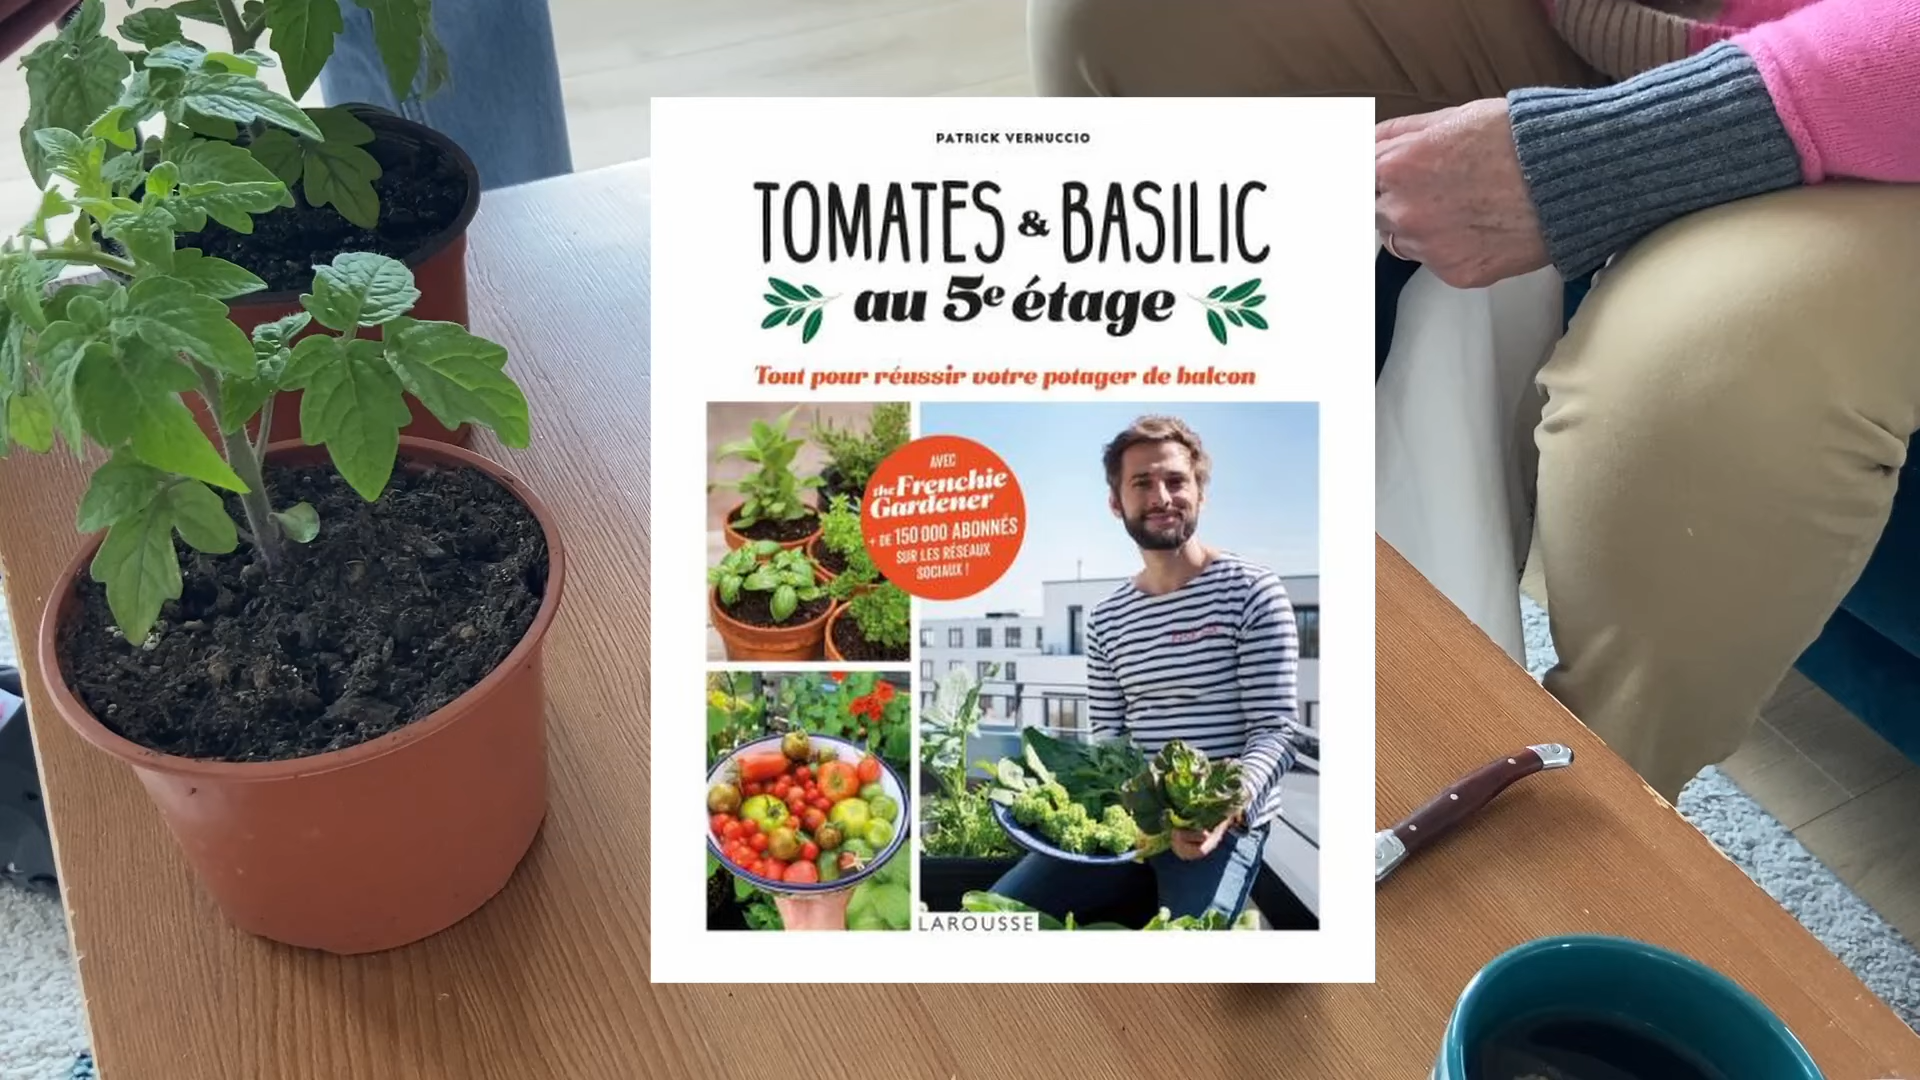 PATRICK VERNUCCIO
TOMATES & BASILIC
au 5e étage
Tout pour réussir votre potager de balcon
AVEC
the Frenchie
Gardener
+ DE 150 000 ABONNÉS
SUR LES RÉSEAUX
SOCIAUX !
LAROUSSE